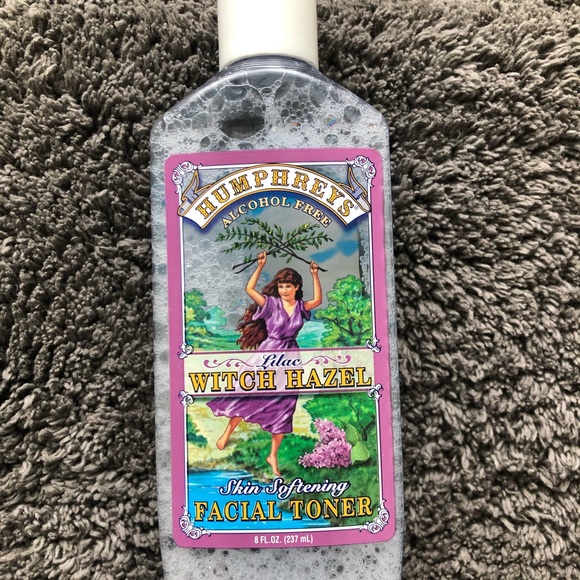 HUMPHREYS
ALCOHOL FREE
Lilac
WITCH HAZEL
Skin Softening
FACIAL TONER
8 FL.OZ. (237 mL)